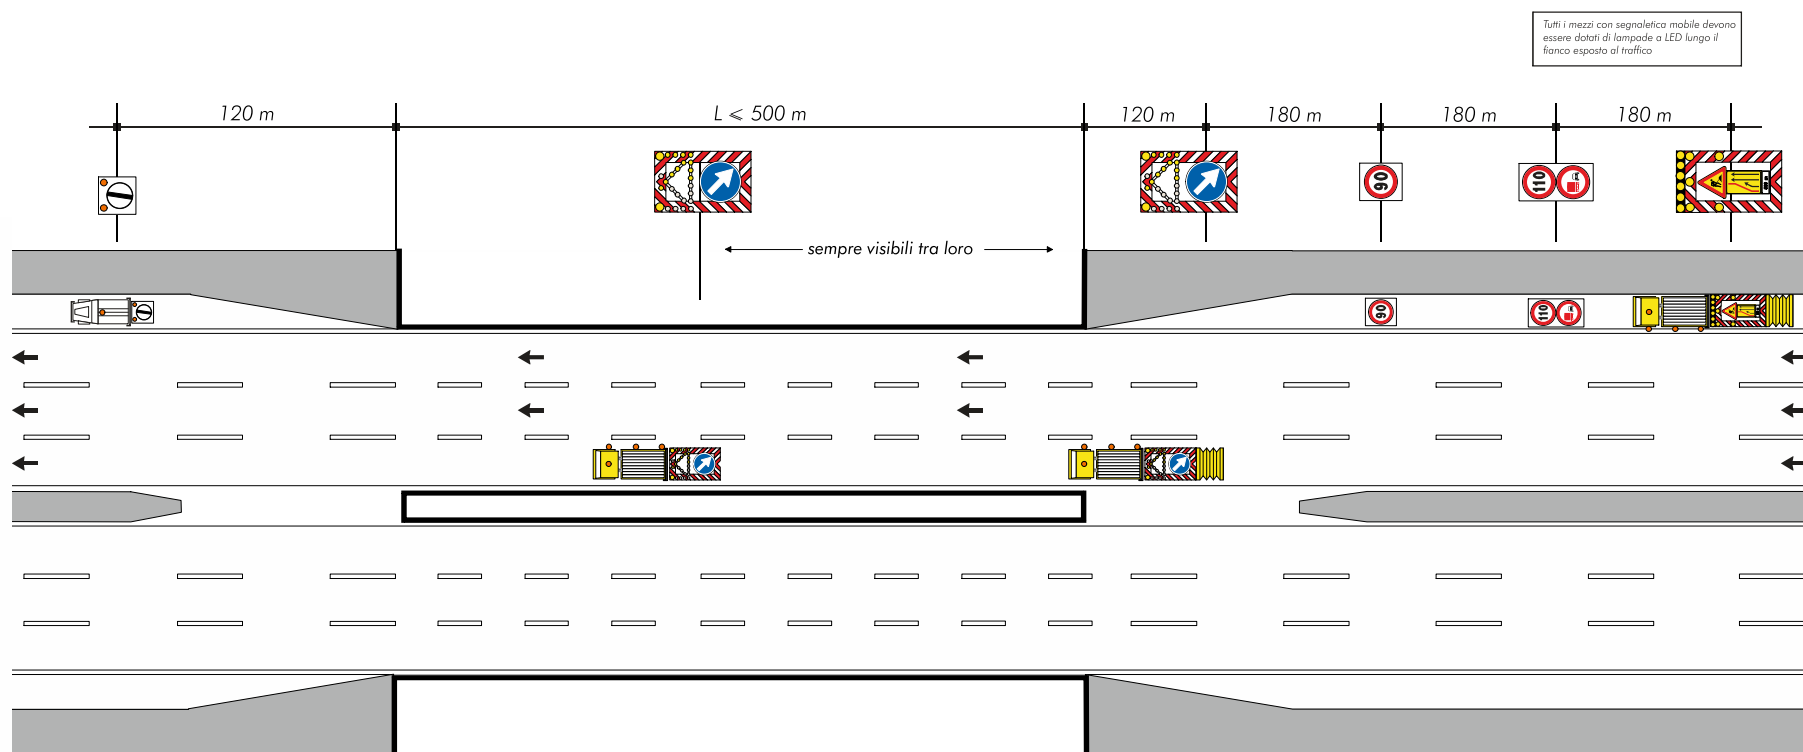 Tutti i mezzi con segnaletica mobile devono
essere dotati di lampade a LED lungo il
fianco esposto al traffico
120 m
L ⩽ 500 m
120 m
180 m
180 m
180 m
90
110
sempre visibili tra loro
90
110